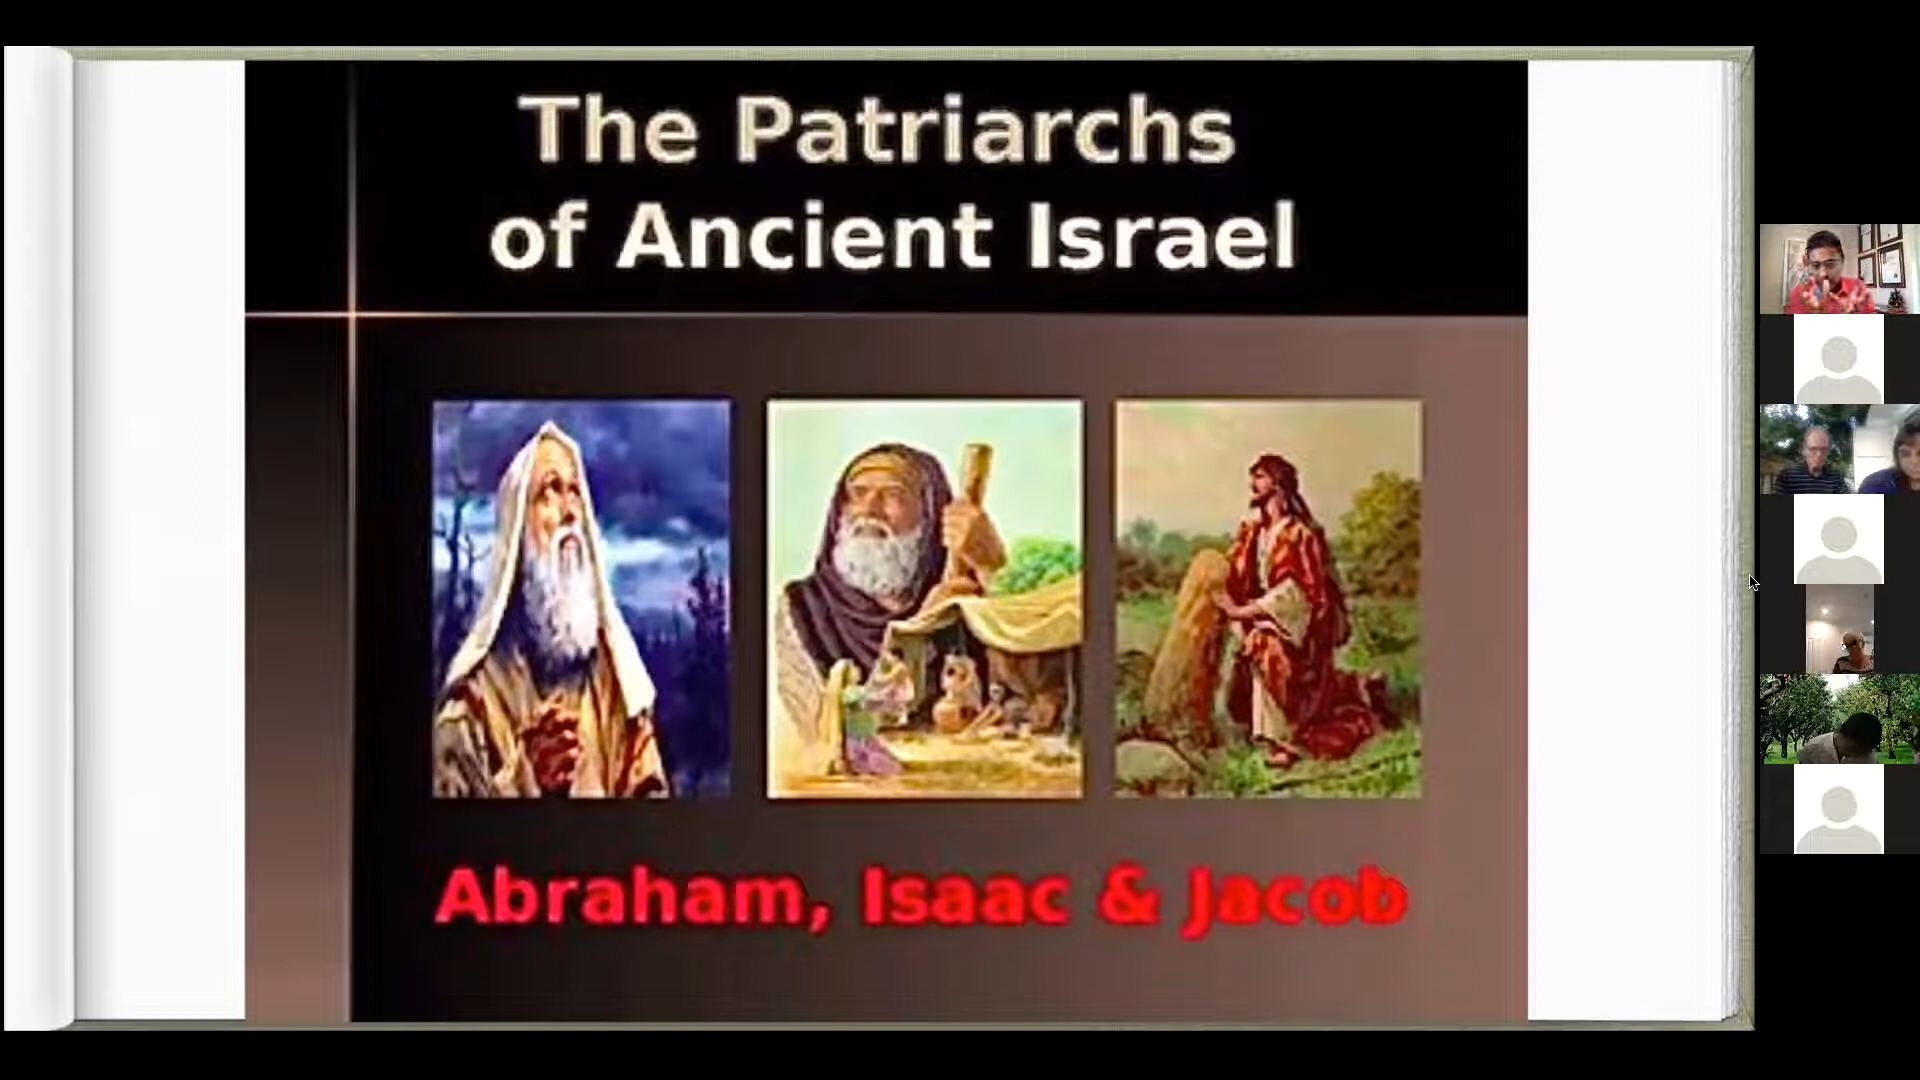 The Patriarchs
of Ancient Israel
Abraham, Isaac & Jacob